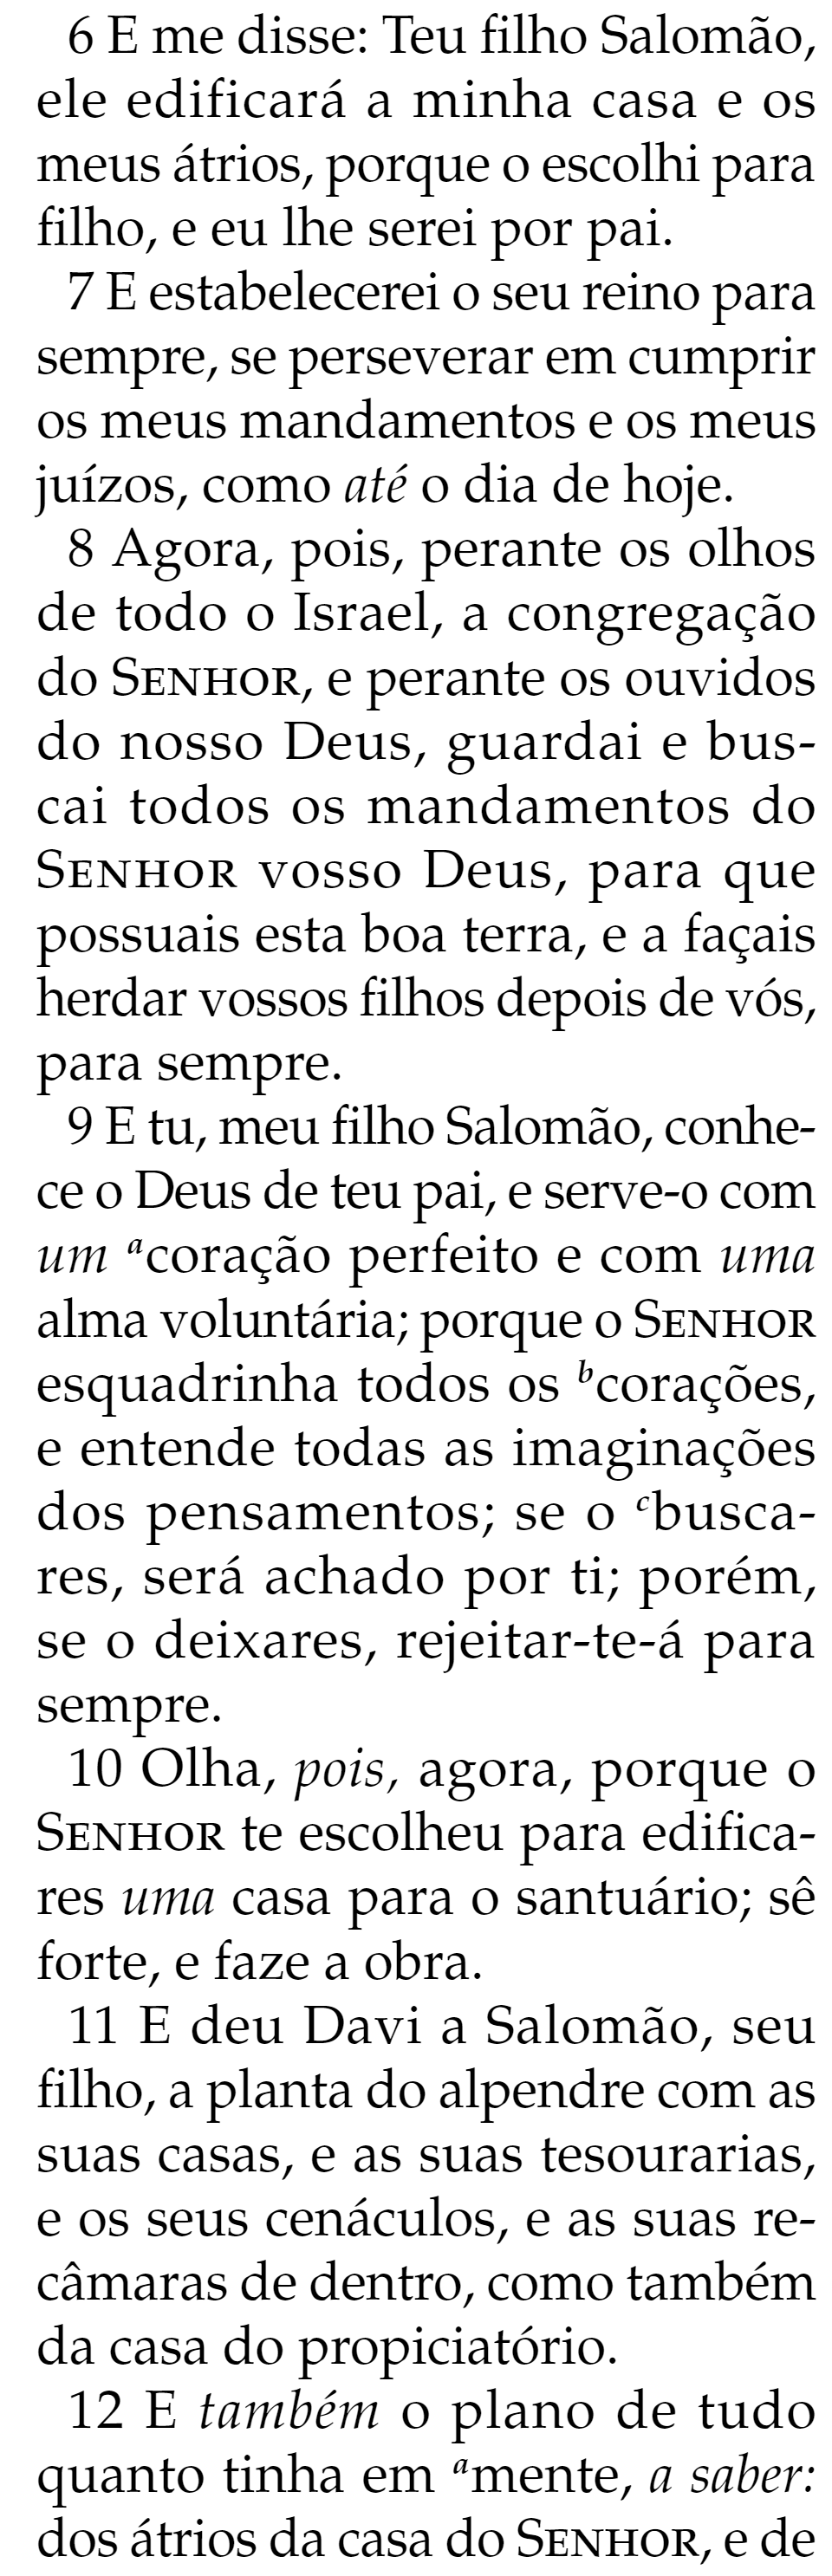 6 E me disse: Teu filho Salomão,
ele edificará a minha casa e os
meus átrios, porque o escolhi para
filho, e eu lhe serei por pai.
7 E estabelecerei o seu reino para
sempre, se perseverar em cumprir
os meus mandamentos e os meus
juízos, como até o dia de hoje.
8 Agora, pois, perante os olhos
de todo o Israel, a congregação
do SENHOR, e perante os ouvidos
do nosso Deus, guardai e bus-
cai todos os mandamentos do
SENHOR vosso Deus, para que
possuais esta boa terra, e a façais
herdar vossos filhos depois de vós,
para sempre.
9 E tu, meu filho Salomão, conhe-
ce o Deus de teu pai, e serve-o com
um ᵃcoração perfeito e com uma
alma voluntária; porque o SENHOR
esquadrinha todos os ᵇcorações,
e entende todas as imaginações
dos pensamentos; se o ᶜbusca-
res, será achado por ti; porém,
se o deixares, rejeitar-te-á para
sempre.
10 Olha, pois, agora, porque o
SENHOR te escolheu para edifica-
res uma casa para o santuário; sê
forte, e faze a obra.
11 E deu Davi a Salomão, seu
filho, a planta do alpendre com as
suas casas, e as suas tesourarias,
e os seus cenáculos, e as suas re-
câmaras de dentro, como também
da casa do propiciatório.
12 E também o plano de tudo
quanto tinha em ᵃmente, a saber:
dos átrios da casa do SENHOR, e de